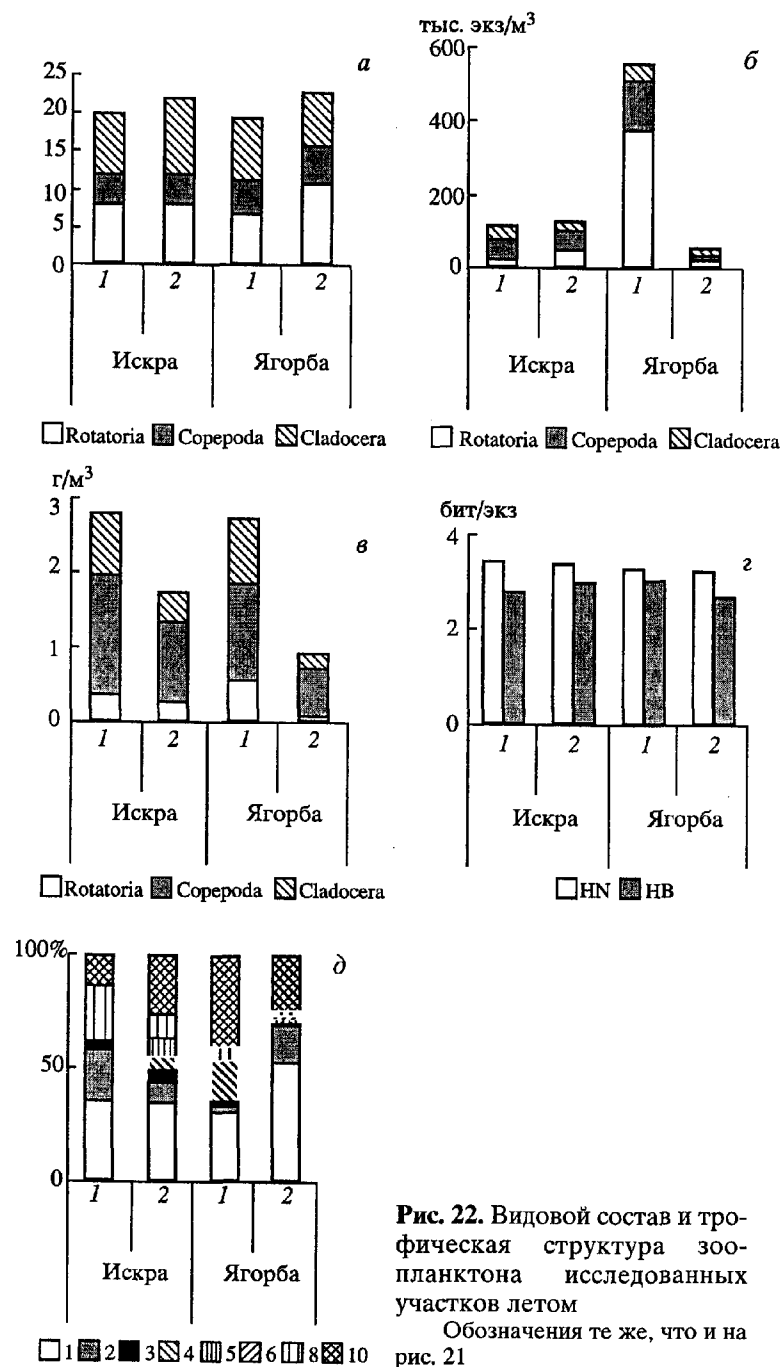 а
25
20
15
10
5
0
1 2 1 2
Искра Ягорба
Rotatoria Copepoda Cladocera
тыс. экз/м³
б
600
400
200
0
1 2 1 2
Искра Ягорба
Rotatoria Copepoda Cladocera
г/м³
в
3
2
1
0
1 2 1 2
Искра Ягорба
Rotatoria Copepoda Cladocera
бит/экз
г
4
2
0
1 2 1 2
Искра Ягорба
HN HB
д
100%
50
0
1 2 1 2
Искра Ягорба
1 2 3 4 5 6 8 10
Рис. 22. Видовой состав и тро-
фическая структура зоо-
планктона исследованных
участков летом
Обозначения те же, что и на
рис. 21